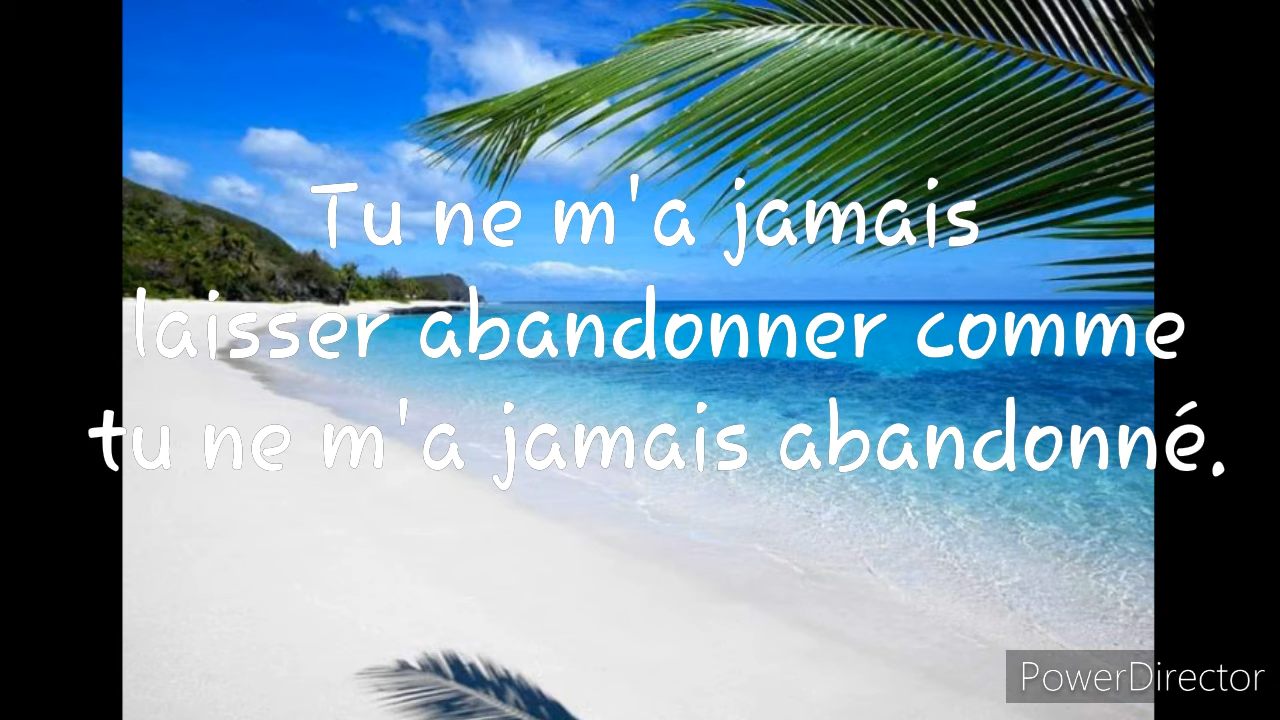 Tu ne m'a jamais
laisser abandonner comme
tu ne m'a jamais abandonné.
PowerDirector